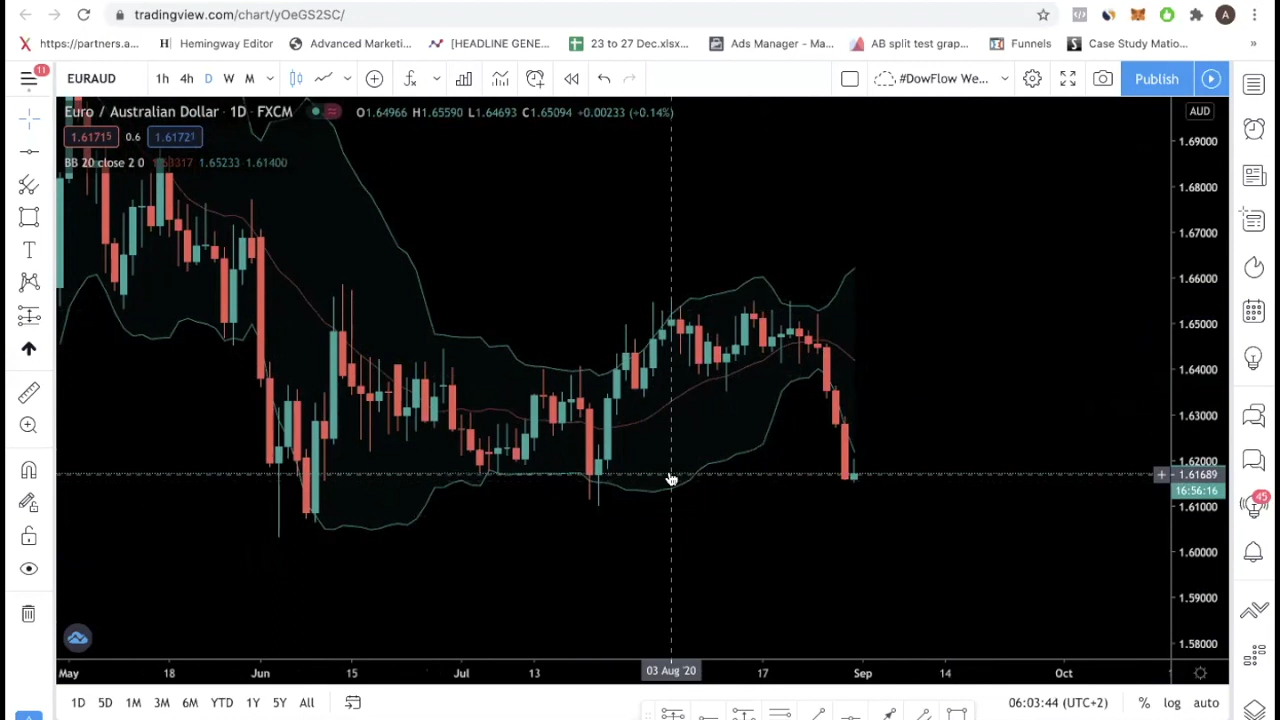 tradingview.com/chart/yOeGS2SC/
A
https://partners.a...
Hemingway Editor
Advanced Marketi...
[HEADLINE GENE...
23 to 27 Dec.xlsx...
Ads Manager - Ma...
AB split test grap...
Funnels
Case Study Matio...
»
11
EURAUD
1h 4h D W M
#DowFlow We...
Publish
Euro / Australian Dollar · 1D · FXCM
O1.64966 H1.65590 L1.64693 C1.65094 +0.00233 (+0.14%)
AUD
1.61715 0.6 1.61721
BB 20 close 2 0 1.63317 1.65233 1.61400
1.69000
1.68000
1.67000
1.66000
1.65000
1.64000
1.63000
1.62000
1.61689
16:56:16
1.61000
1.60000
1.59000
1.58000
45
May 18 Jun 15 Jul 13 03 Aug '20 17 Sep 14 Oct
1D 5D 1M 3M 6M YTD 1Y 5Y All
06:03:44 (UTC+2) % log auto